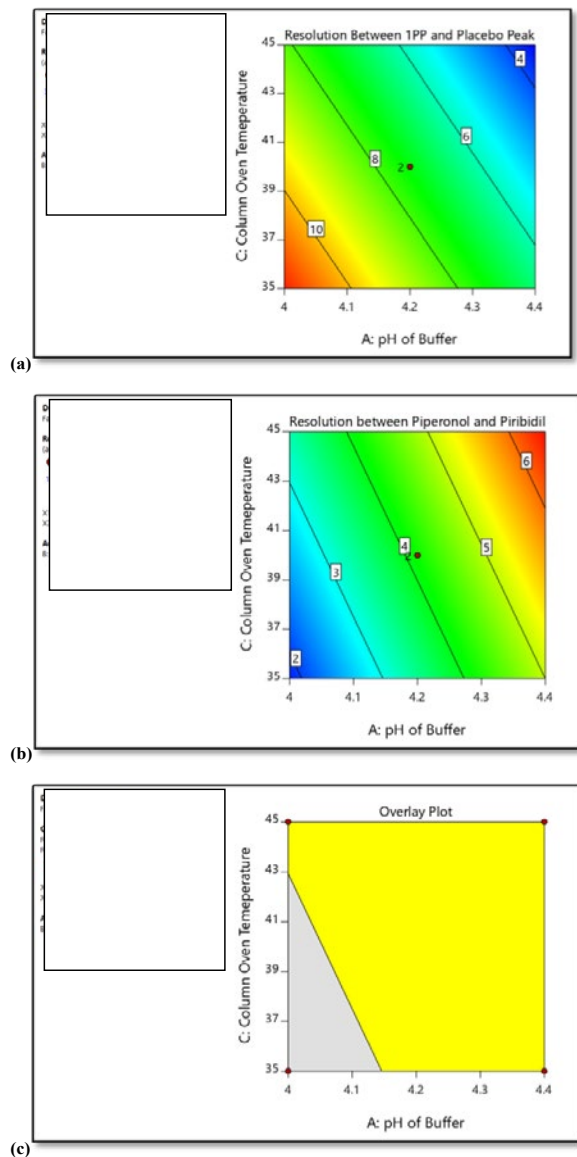 Resolution Between 1PP and Placebo Peak
45
43
41
39
37
35
4
6
8
10
2
4 4.1 4.2 4.3 4.4
C: Column Oven Temeperature
A: pH of Buffer
(a)
Resolution between Piperonol and Piribidil
45
43
41
39
37
35
6
5
4
3
2
2
4 4.1 4.2 4.3 4.4
C: Column Oven Temeperature
A: pH of Buffer
(b)
Overlay Plot
45
43
41
39
37
35
4 4.1 4.2 4.3 4.4
C: Column Oven Temeperature
A: pH of Buffer
(c)